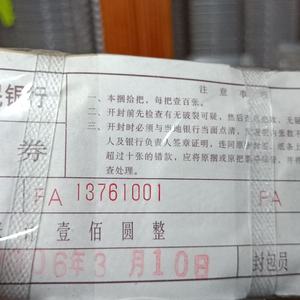 注意事
银行
一、本捆拾把，每把壹百张。
二、开封前先检查有无破裂可疑，然后
三、开封时必须与当地银行当面点清，
人及银行负责人签章证明，连同原封
超过十张的错款，应将原捆或原把
查处理。
券
FA 13761001
FA
壹佰圆整
06年3月10日
封包员